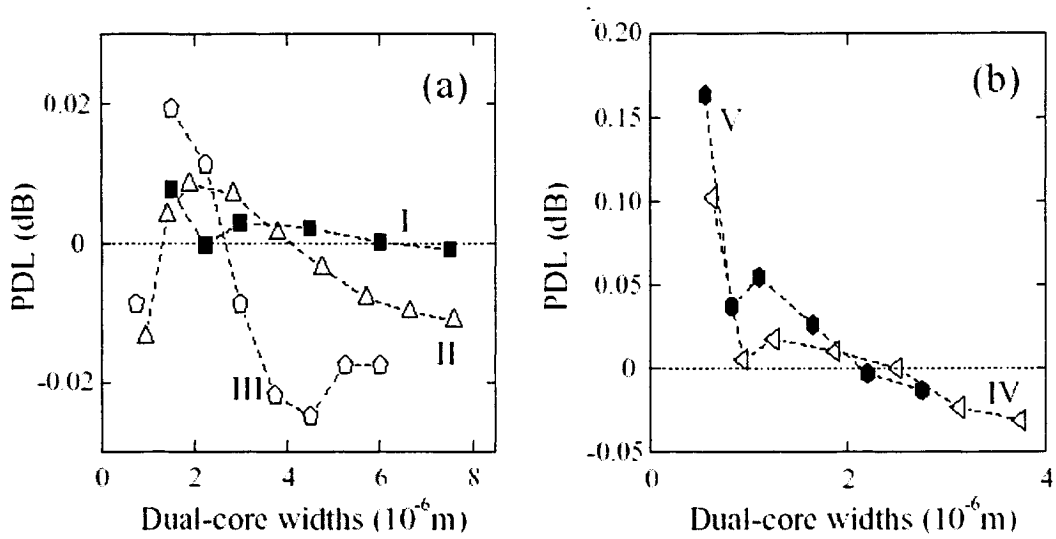 (a)
0.02
0
-0.02
PDL (dB)
I
II
III
0
2
4
6
8
Dual-core widths (10⁻⁶m)
(b)
0.20
0.15
0.10
0.05
0
-0.05
PDL (dB)
V
IV
0
2
4
Dual-core widths (10⁻⁶m)